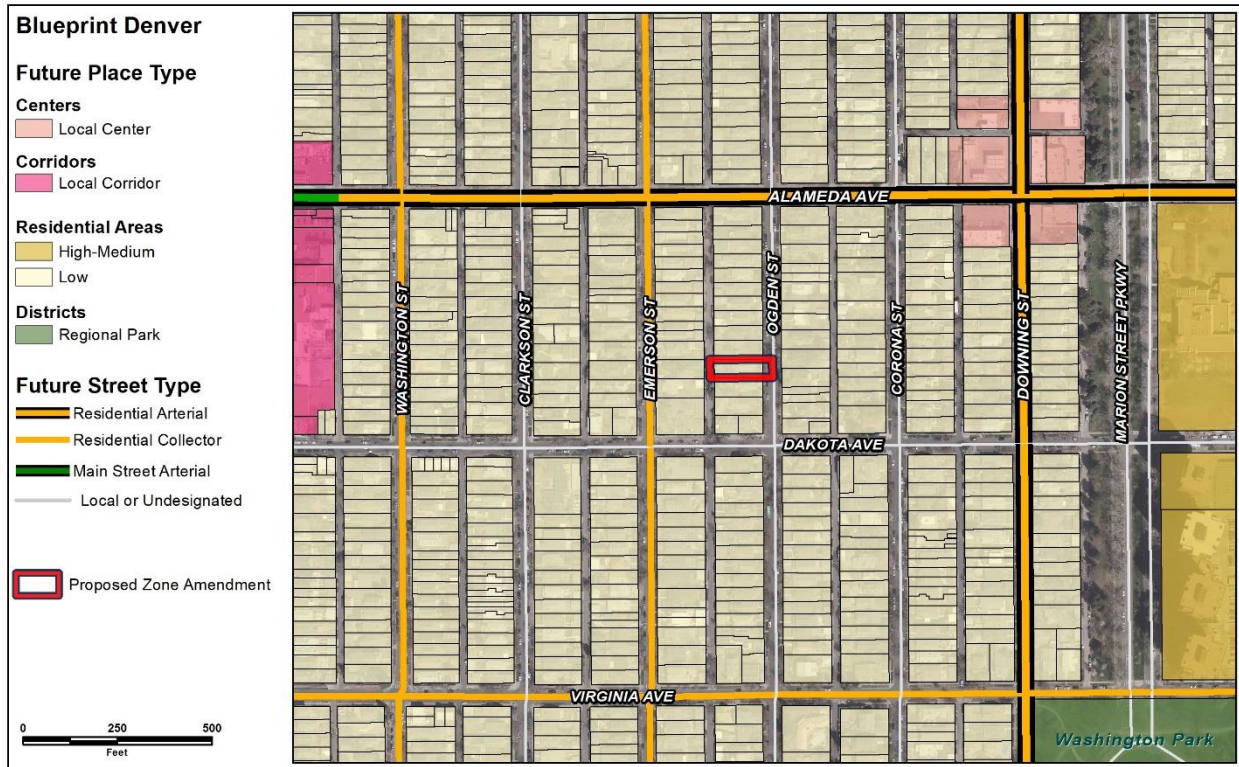 Blueprint Denver
Future Place Type
Centers
Local Center
Corridors
Local Corridor
Residential Areas
High-Medium
Low
Districts
Regional Park
Future Street Type
Residential Arterial
Residential Collector
Main Street Arterial
Local or Undesignated
Proposed Zone Amendment
0 250 500
Feet
ALAMEDA AVE
WASHINGTON ST
CLARKSON ST
EMERSON ST
OGDEN ST
CORONA ST
DOWNING ST
MARION STREET PKWY
DAKOTA AVE
VIRGINIA AVE
Washington Park